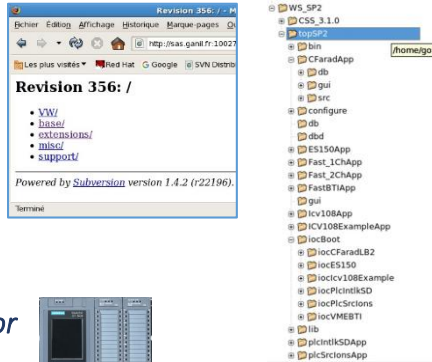 Revision 356: / - M
Fichier Édition Affichage Historique Marque-pages Ou
http://sas.ganil.fr:10027
Les plus visités Red Hat G Google SVN Distrib
Revision 356: /
VW/
base/
extensions/
misc/
support/
Powered by Subversion version 1.4.2 (r22196).
Terminé
or
WS_SP2
CSS_3.1.0
topSP2
bin
/home/go
CFaradApp
db
gui
src
configure
db
dbd
ES150App
Fast_1ChApp
Fast_2ChApp
FastBTIApp
gui
Icv108App
ICV108ExampleApp
iocBoot
iocCFaradLB2
iocES150
iocIcv108Example
iocPlcIntlkSD
iocPlcSrcIons
iocVMEBTI
lib
plcIntlkSDApp
plcSrcIonsApp